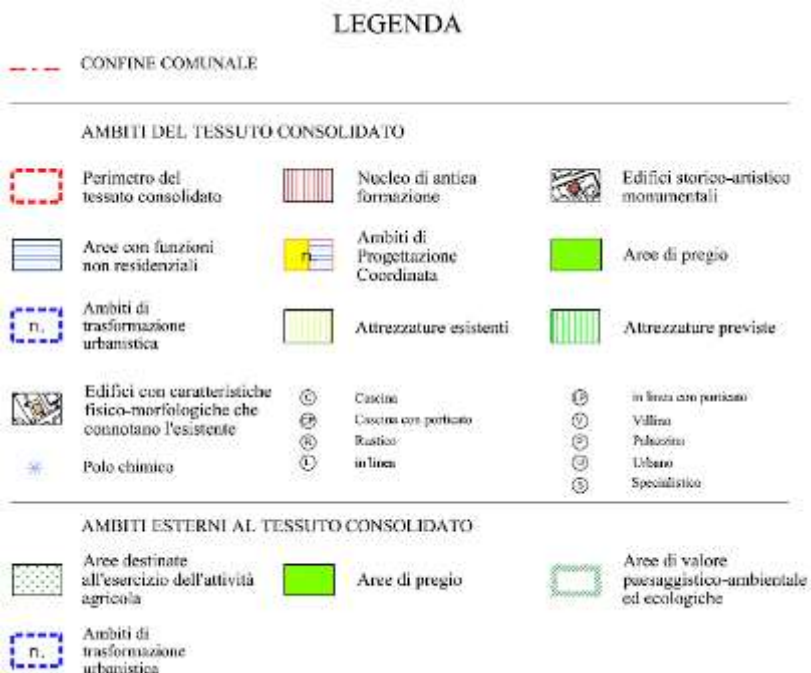 LEGENDA
CONFINE COMUNALE
AMBITI DEL TESSUTO CONSOLIDATO
Perimetro del
tessuto consolidato
Nucleo di antica
formazione
Edifici storico-artistico
monumentali
Aree con funzioni
non residenziali
n.
Ambiti di
Progettazione
Coordinata
Aree di pregio
n.
Ambiti di
trasformazione
urbanistica
Attrezzature esistenti
Attrezzature previste
Edifici con caratteristiche
fisico-morfologiche che
connotano l'esistente
C Cascina
CP Cascina con porticato
R Rustico
L in linea
LP in linea con porticato
V Villino
P Palazzina
U Urbano
S Specialistico
Polo chimico
AMBITI ESTERNI AL TESSUTO CONSOLIDATO
Aree destinate
all'esercizio dell'attività
agricola
Aree di pregio
Aree di valore
paesaggistico-ambientale
ed ecologiche
n.
Ambiti di
trasformazione
urbanistica